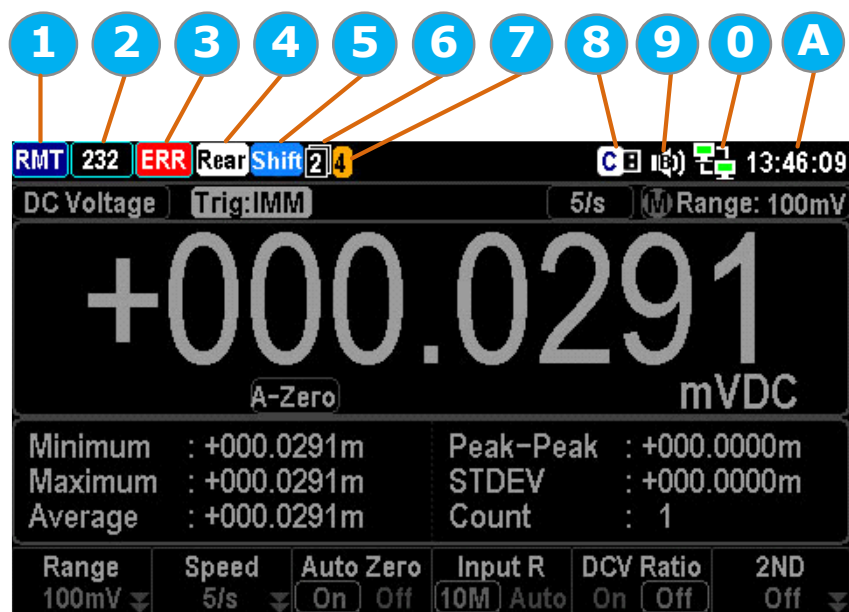 1 2 3 4 5 6 7 8 9 0 A
RMT 232 ERR Rear Shift 2 4 C 13:46:09
DC Voltage Trig:IMM 5/s M Range: 100mV
+000.0291
A-Zero mVDC
Minimum : +000.0291m Peak-Peak : +000.0000m
Maximum : +000.0291m STDEV : +000.0000m
Average : +000.0291m Count : 1
Range Speed Auto Zero Input R DCV Ratio 2ND
100mV 5/s On Off 10M Auto On Off Off